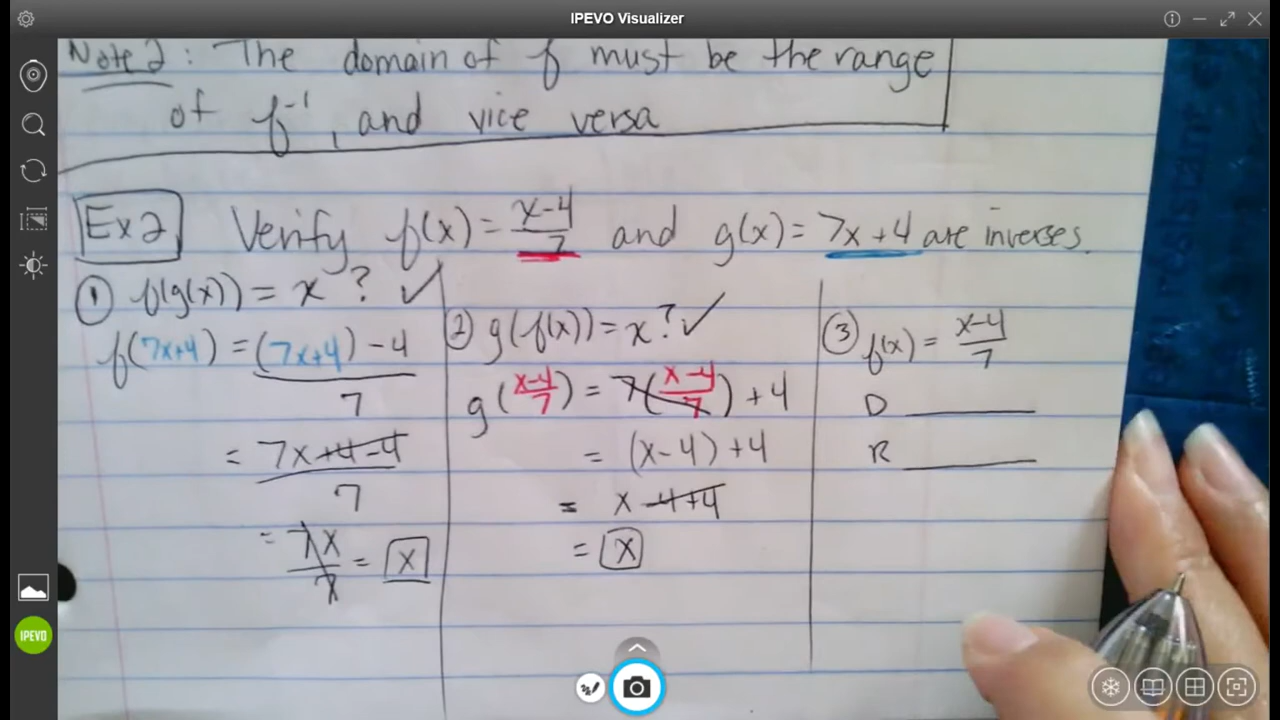 IPEVO Visualizer
Note 2: The domain of f must be the range
of f⁻¹, and vice versa
Ex 2 Verify f(x) = (x-4)/7 and g(x) = 7x+4 are inverses.
① f(g(x)) = x ? ✓
f(7x+4) = ((7x+4) - 4)/7
= (7x+4-4)/7
= 7x/7 = x
② g(f(x)) = x? ✓
g((x-4)/7) = 7((x-4)/7) + 4
= (x-4)+4
= x -4+4
= x
③ f(x) = (x-4)/7
D ______
R ______
IPEVO